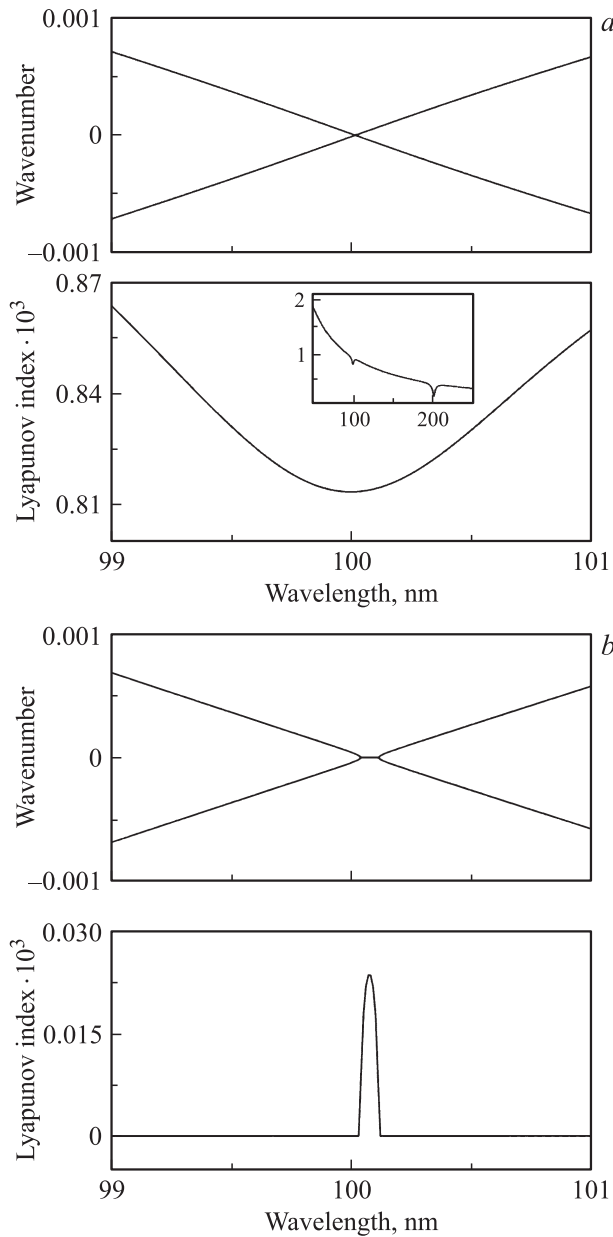 a
0.001
0
–0.001
Wavenumber
0.87
0.84
0.81
Lyapunov index · 10³
2
1
100 200
99 100 101
Wavelength, nm
b
0.001
0
–0.001
Wavenumber
0.030
0.015
0
Lyapunov index · 10³
99 100 101
Wavelength, nm